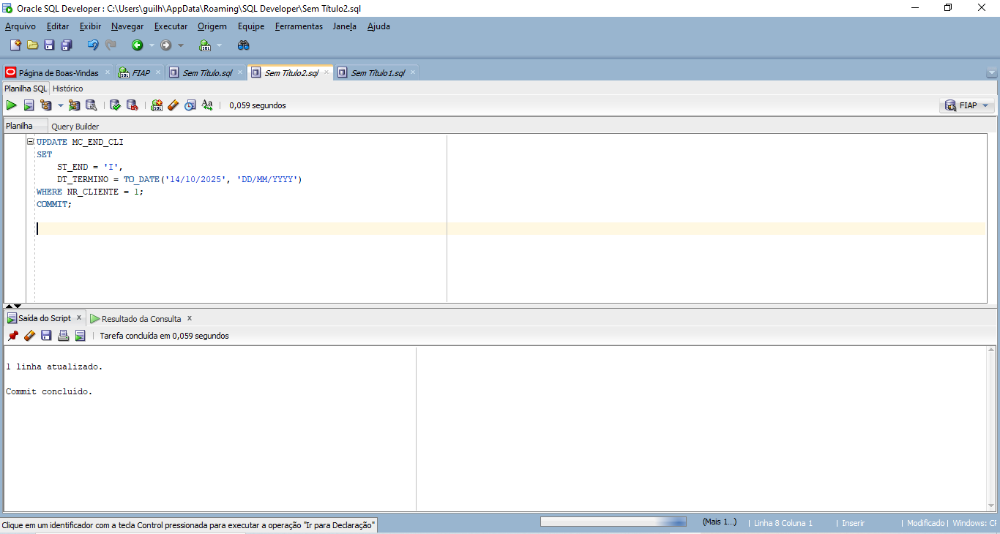 Oracle SQL Developer : C:\Users\guilh\AppData\Roaming\SQL Developer\Sem Título2.sql
Arquivo Editar Exibir Navegar Executar Origem Equipe Ferramentas Janela Ajuda
Página de Boas-Vindas FIAP Sem Título.sql Sem Título2.sql Sem Título1.sql
Planilha SQL Histórico
0,059 segundos FIAP
Planilha Query Builder
UPDATE MC_END_CLI
SET
ST_END = 'I',
DT_TERMINO = TO_DATE('14/10/2025', 'DD/MM/YYYY')
WHERE NR_CLIENTE = 1;
COMMIT;
Saída do Script x Resultado da Consulta x
Tarefa concluída em 0,059 segundos
1 linha atualizado.
Commit concluído.
Clique em um identificador com a tecla Control pressionada para executar a operação "Ir para Declaração" (Mais 1...) | Linha 8 Coluna 1 | Inserir | Modificado | Windows: